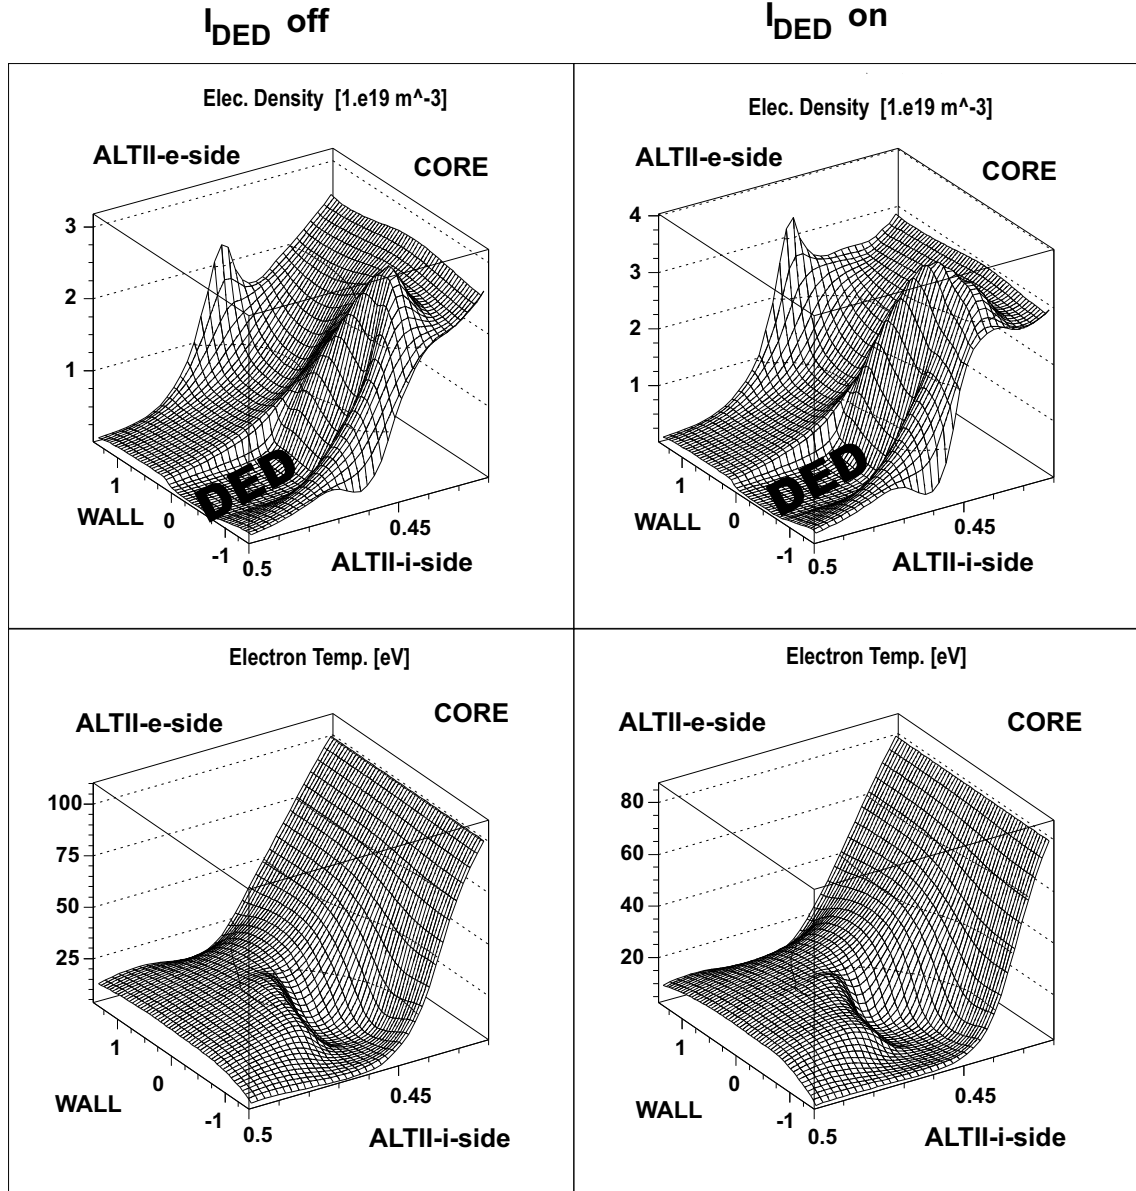 I_DED off
I_DED on
Elec. Density [1.e19 m^-3]
ALTII-e-side
CORE
3
2
1
DED
1
0
-1
WALL
0.5
0.45
ALTII-i-side
Elec. Density [1.e19 m^-3]
ALTII-e-side
CORE
4
3
2
1
DED
1
0
-1
WALL
0.5
0.45
ALTII-i-side
Electron Temp. [eV]
ALTII-e-side
CORE
100
75
50
25
1
0
-1
WALL
0.5
0.45
ALTII-i-side
Electron Temp. [eV]
ALTII-e-side
CORE
80
60
40
20
1
0
-1
WALL
0.5
0.45
ALTII-i-side